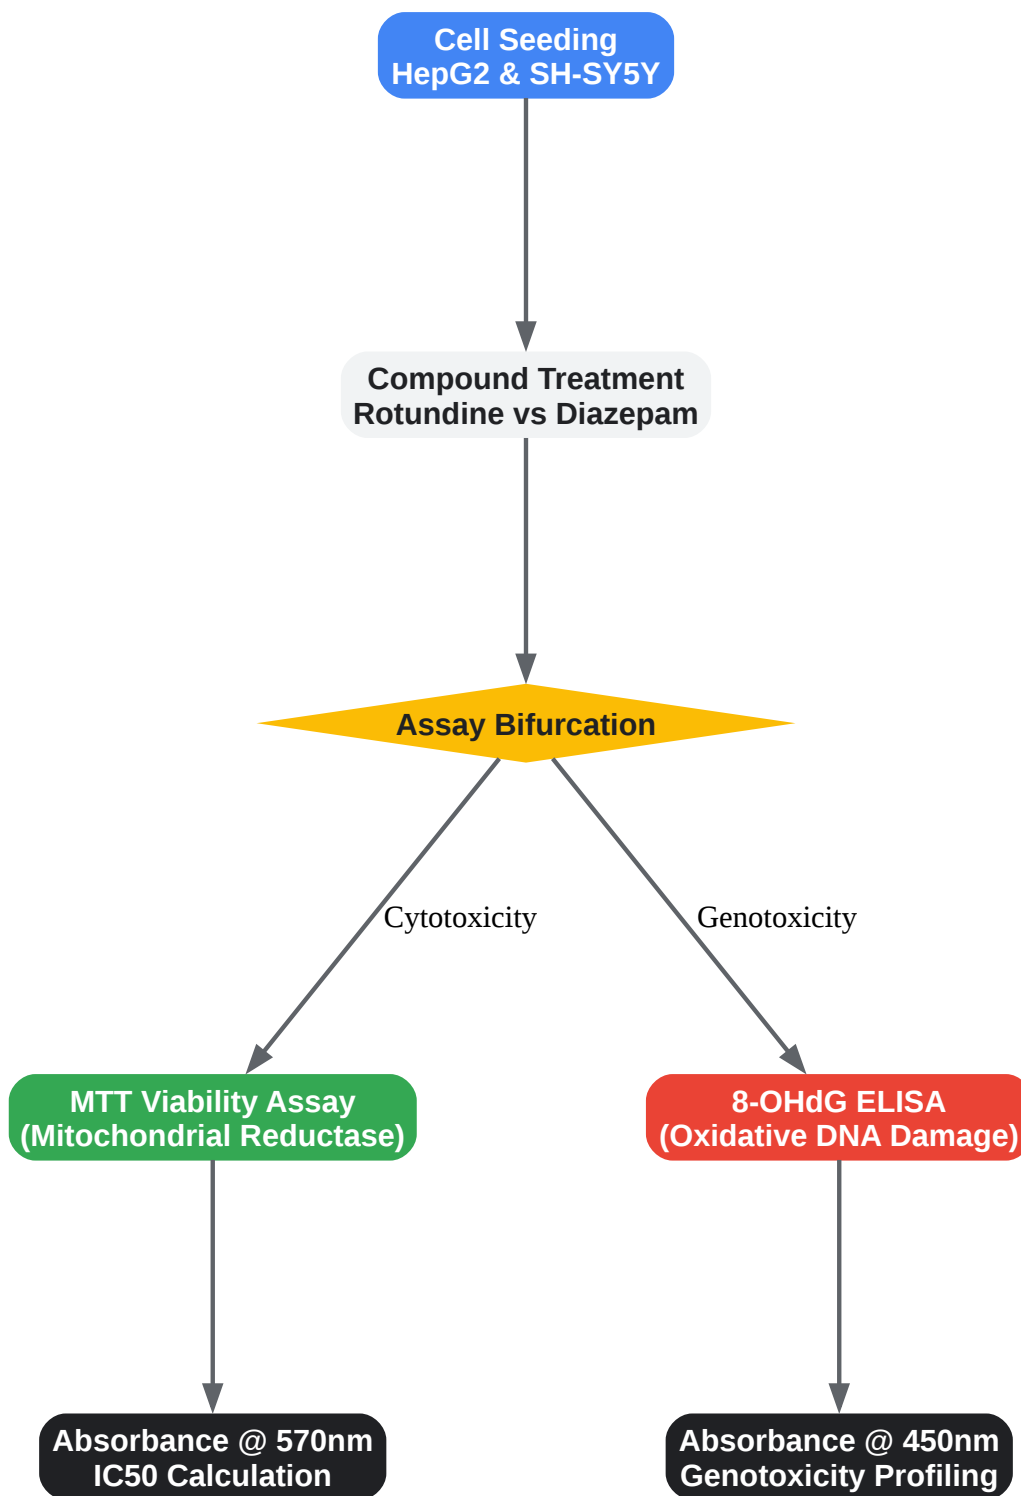 Cell Seeding
HepG2 & SH-SY5Y
Compound Treatment
Rotundine vs Diazepam
Assay Bifurcation
Cytotoxicity
Genotoxicity
MTT Viability Assay
(Mitochondrial Reductase)
8-OHdG ELISA
(Oxidative DNA Damage)
Absorbance @ 570nm
IC50 Calculation
Absorbance @ 450nm
Genotoxicity Profiling